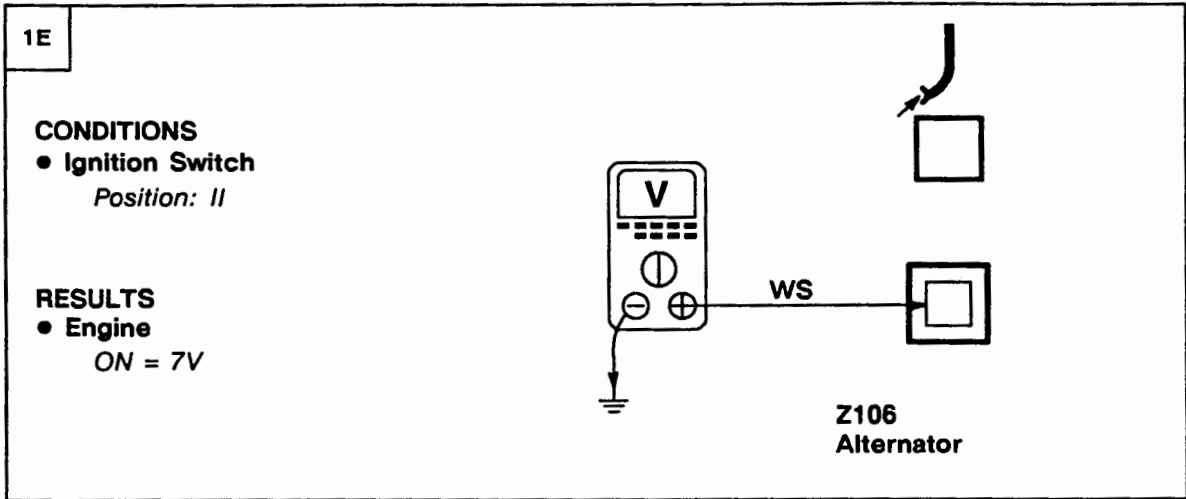 1E
CONDITIONS
● Ignition Switch
Position: II
RESULTS
● Engine
ON = 7V
V
WS
Z106
Alternator